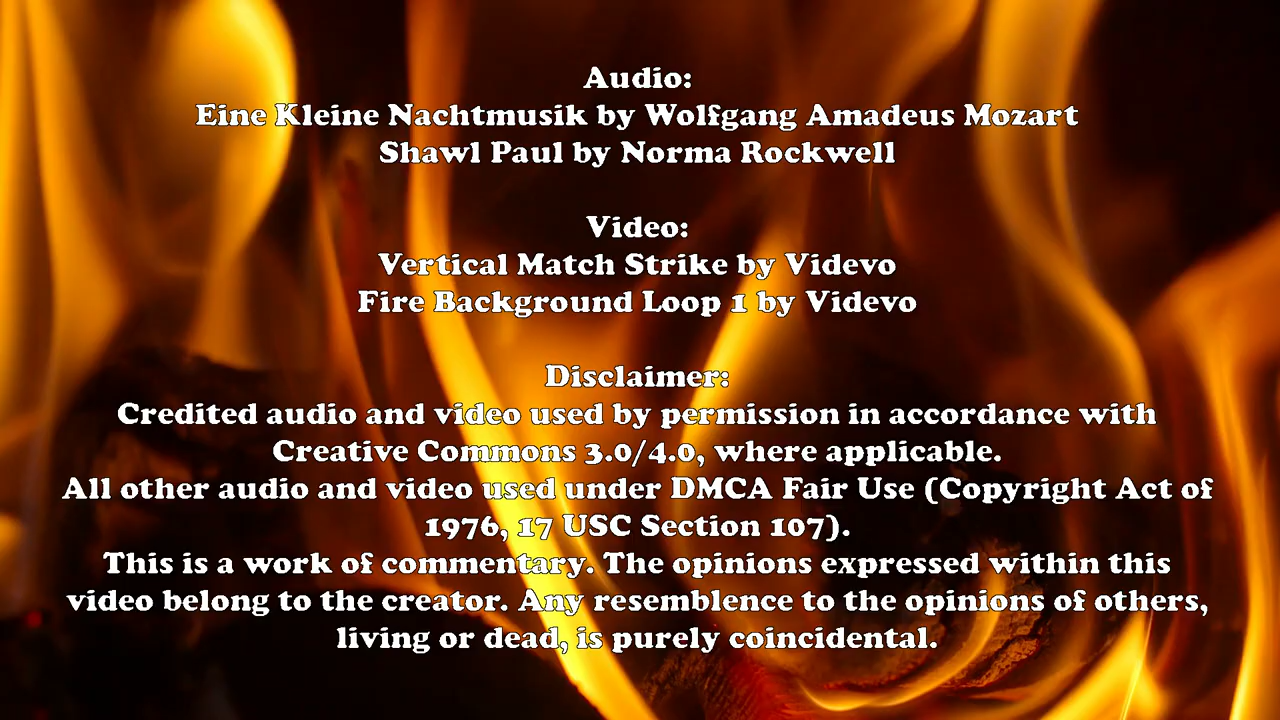 Audio:
Eine Kleine Nachtmusik by Wolfgang Amadeus Mozart
Shawl Paul by Norma Rockwell
Video:
Vertical Match Strike by Videvo
Fire Background Loop 1 by Videvo
Disclaimer:
Credited audio and video used by permission in accordance with
Creative Commons 3.0/4.0, where applicable.
All other audio and video used under DMCA Fair Use (Copyright Act of
1976, 17 USC Section 107).
This is a work of commentary. The opinions expressed within this
video belong to the creator. Any resemblence to the opinions of others,
living or dead, is purely coincidental.